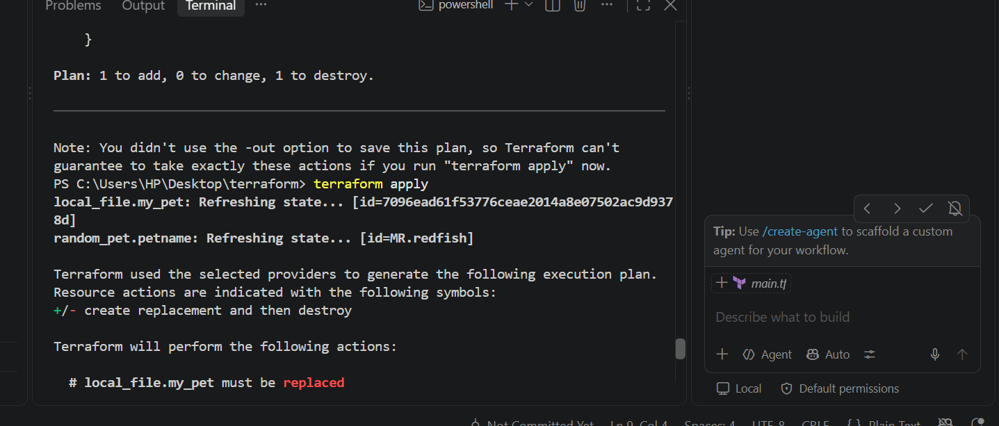 Problems Output Terminal ··· powershell
}
Plan: 1 to add, 0 to change, 1 to destroy.
Note: You didn't use the -out option to save this plan, so Terraform can't
guarantee to take exactly these actions if you run "terraform apply" now.
PS C:\Users\HP\Desktop\terraform> terraform apply
local_file.my_pet: Refreshing state... [id=7096ead61f53776ceae2014a8e07502ac9d937
8d]
random_pet.petname: Refreshing state... [id=MR.redfish]
Terraform used the selected providers to generate the following execution plan.
Resource actions are indicated with the following symbols:
+/- create replacement and then destroy
Terraform will perform the following actions:
# local_file.my_pet must be replaced
Tip: Use /create-agent to scaffold a custom
agent for your workflow.
main.tf
Describe what to build
Agent Auto
Local Default permissions
Not Committed Yet Ln 9, Col 4 Spaces: 4 UTF-8 CRLF { } Plain Text